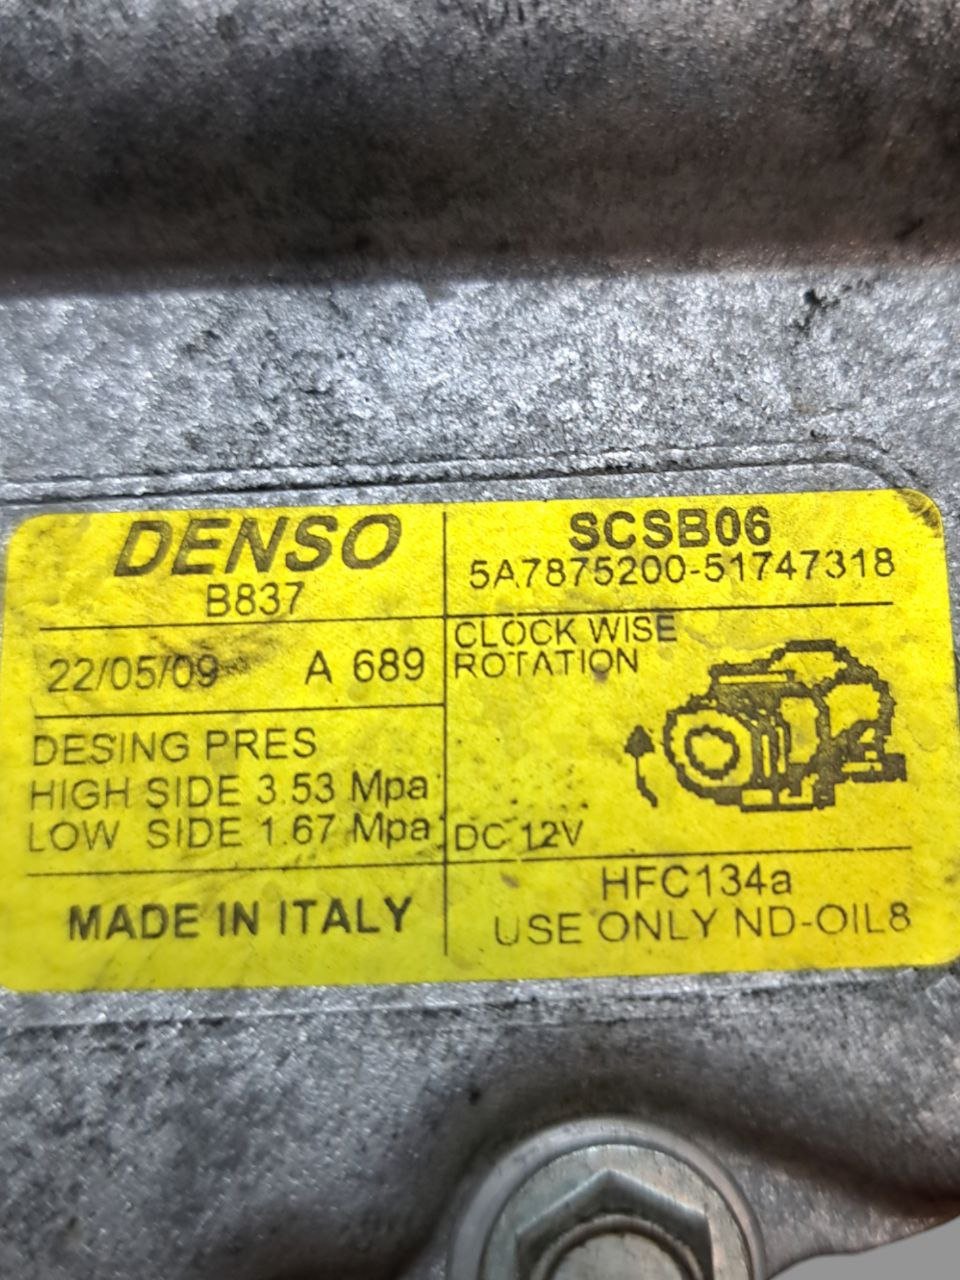 DENSO
B837
SCSB06
5A7875200-51747318
22/05/09 A 689
CLOCK WISE
ROTATION
DESING PRES
HIGH SIDE 3.53 Mpa
LOW SIDE 1.67 Mpa
DC 12V
MADE IN ITALY
HFC134a
USE ONLY ND-OIL8